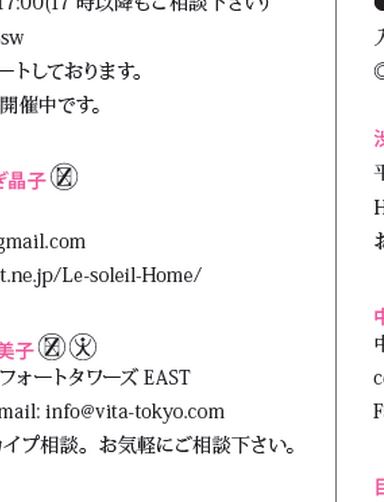 17:00(17 時以降もご相談下さい)
sw
ートしております。
開催中です。
ぎ晶子
gmail.com
t.ne.jp/Le-soleil-Home/
美子
フォートタワーズ EAST
mail: info@vita-tokyo.com
イプ相談。お気軽にご相談下さい。
平
H
お
中
中
c
F